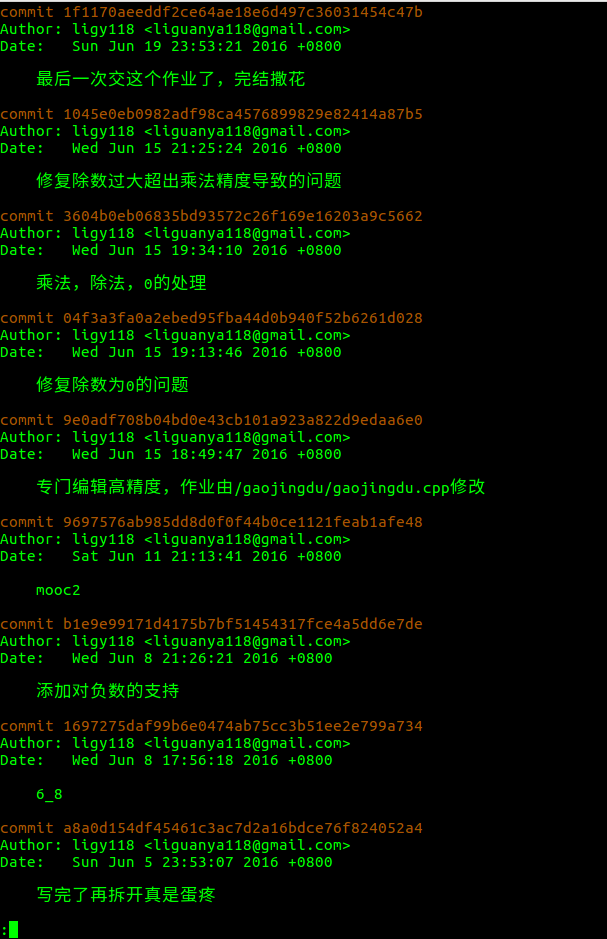 commit 1f1170aeeddf2ce64ae18e6d497c36031454c47b
Author: ligy118 <liguanya118@gmail.com>
Date:   Sun Jun 19 23:53:21 2016 +0800
最后一次交这个作业了，完结撒花
commit 1045e0eb0982adf98ca4576899829e82414a87b5
Author: ligy118 <liguanya118@gmail.com>
Date:   Wed Jun 15 21:25:24 2016 +0800
修复除数过大超出乘法精度导致的问题
commit 3604b0eb06835bd93572c26f169e16203a9c5662
Author: ligy118 <liguanya118@gmail.com>
Date:   Wed Jun 15 19:34:10 2016 +0800
乘法，除法，0的处理
commit 04f3a3fa0a2ebed95fba44d0b940f52b6261d028
Author: ligy118 <liguanya118@gmail.com>
Date:   Wed Jun 15 19:13:46 2016 +0800
修复除数为0的问题
commit 9e0adf708b04bd0e43cb101a923a822d9edaa6e0
Author: ligy118 <liguanya118@gmail.com>
Date:   Wed Jun 15 18:49:47 2016 +0800
专门编辑高精度，作业由/gaojingdu/gaojingdu.cpp修改
commit 9697576ab985dd8d0f0f44b0ce1121feab1afe48
Author: ligy118 <liguanya118@gmail.com>
Date:   Sat Jun 11 21:13:41 2016 +0800
mooc2
commit b1e9e99171d4175b7bf51454317fce4a5dd6e7de
Author: ligy118 <liguanya118@gmail.com>
Date:   Wed Jun 8 21:26:21 2016 +0800
添加对负数的支持
commit 1697275daf99b6e0474ab75cc3b51ee2e799a734
Author: ligy118 <liguanya118@gmail.com>
Date:   Wed Jun 8 17:56:18 2016 +0800
6_8
commit a8a0d154df45461c3ac7d2a16bdce76f824052a4
Author: ligy118 <liguanya118@gmail.com>
Date:   Sun Jun 5 23:53:07 2016 +0800
写完了再拆开真是蛋疼
: